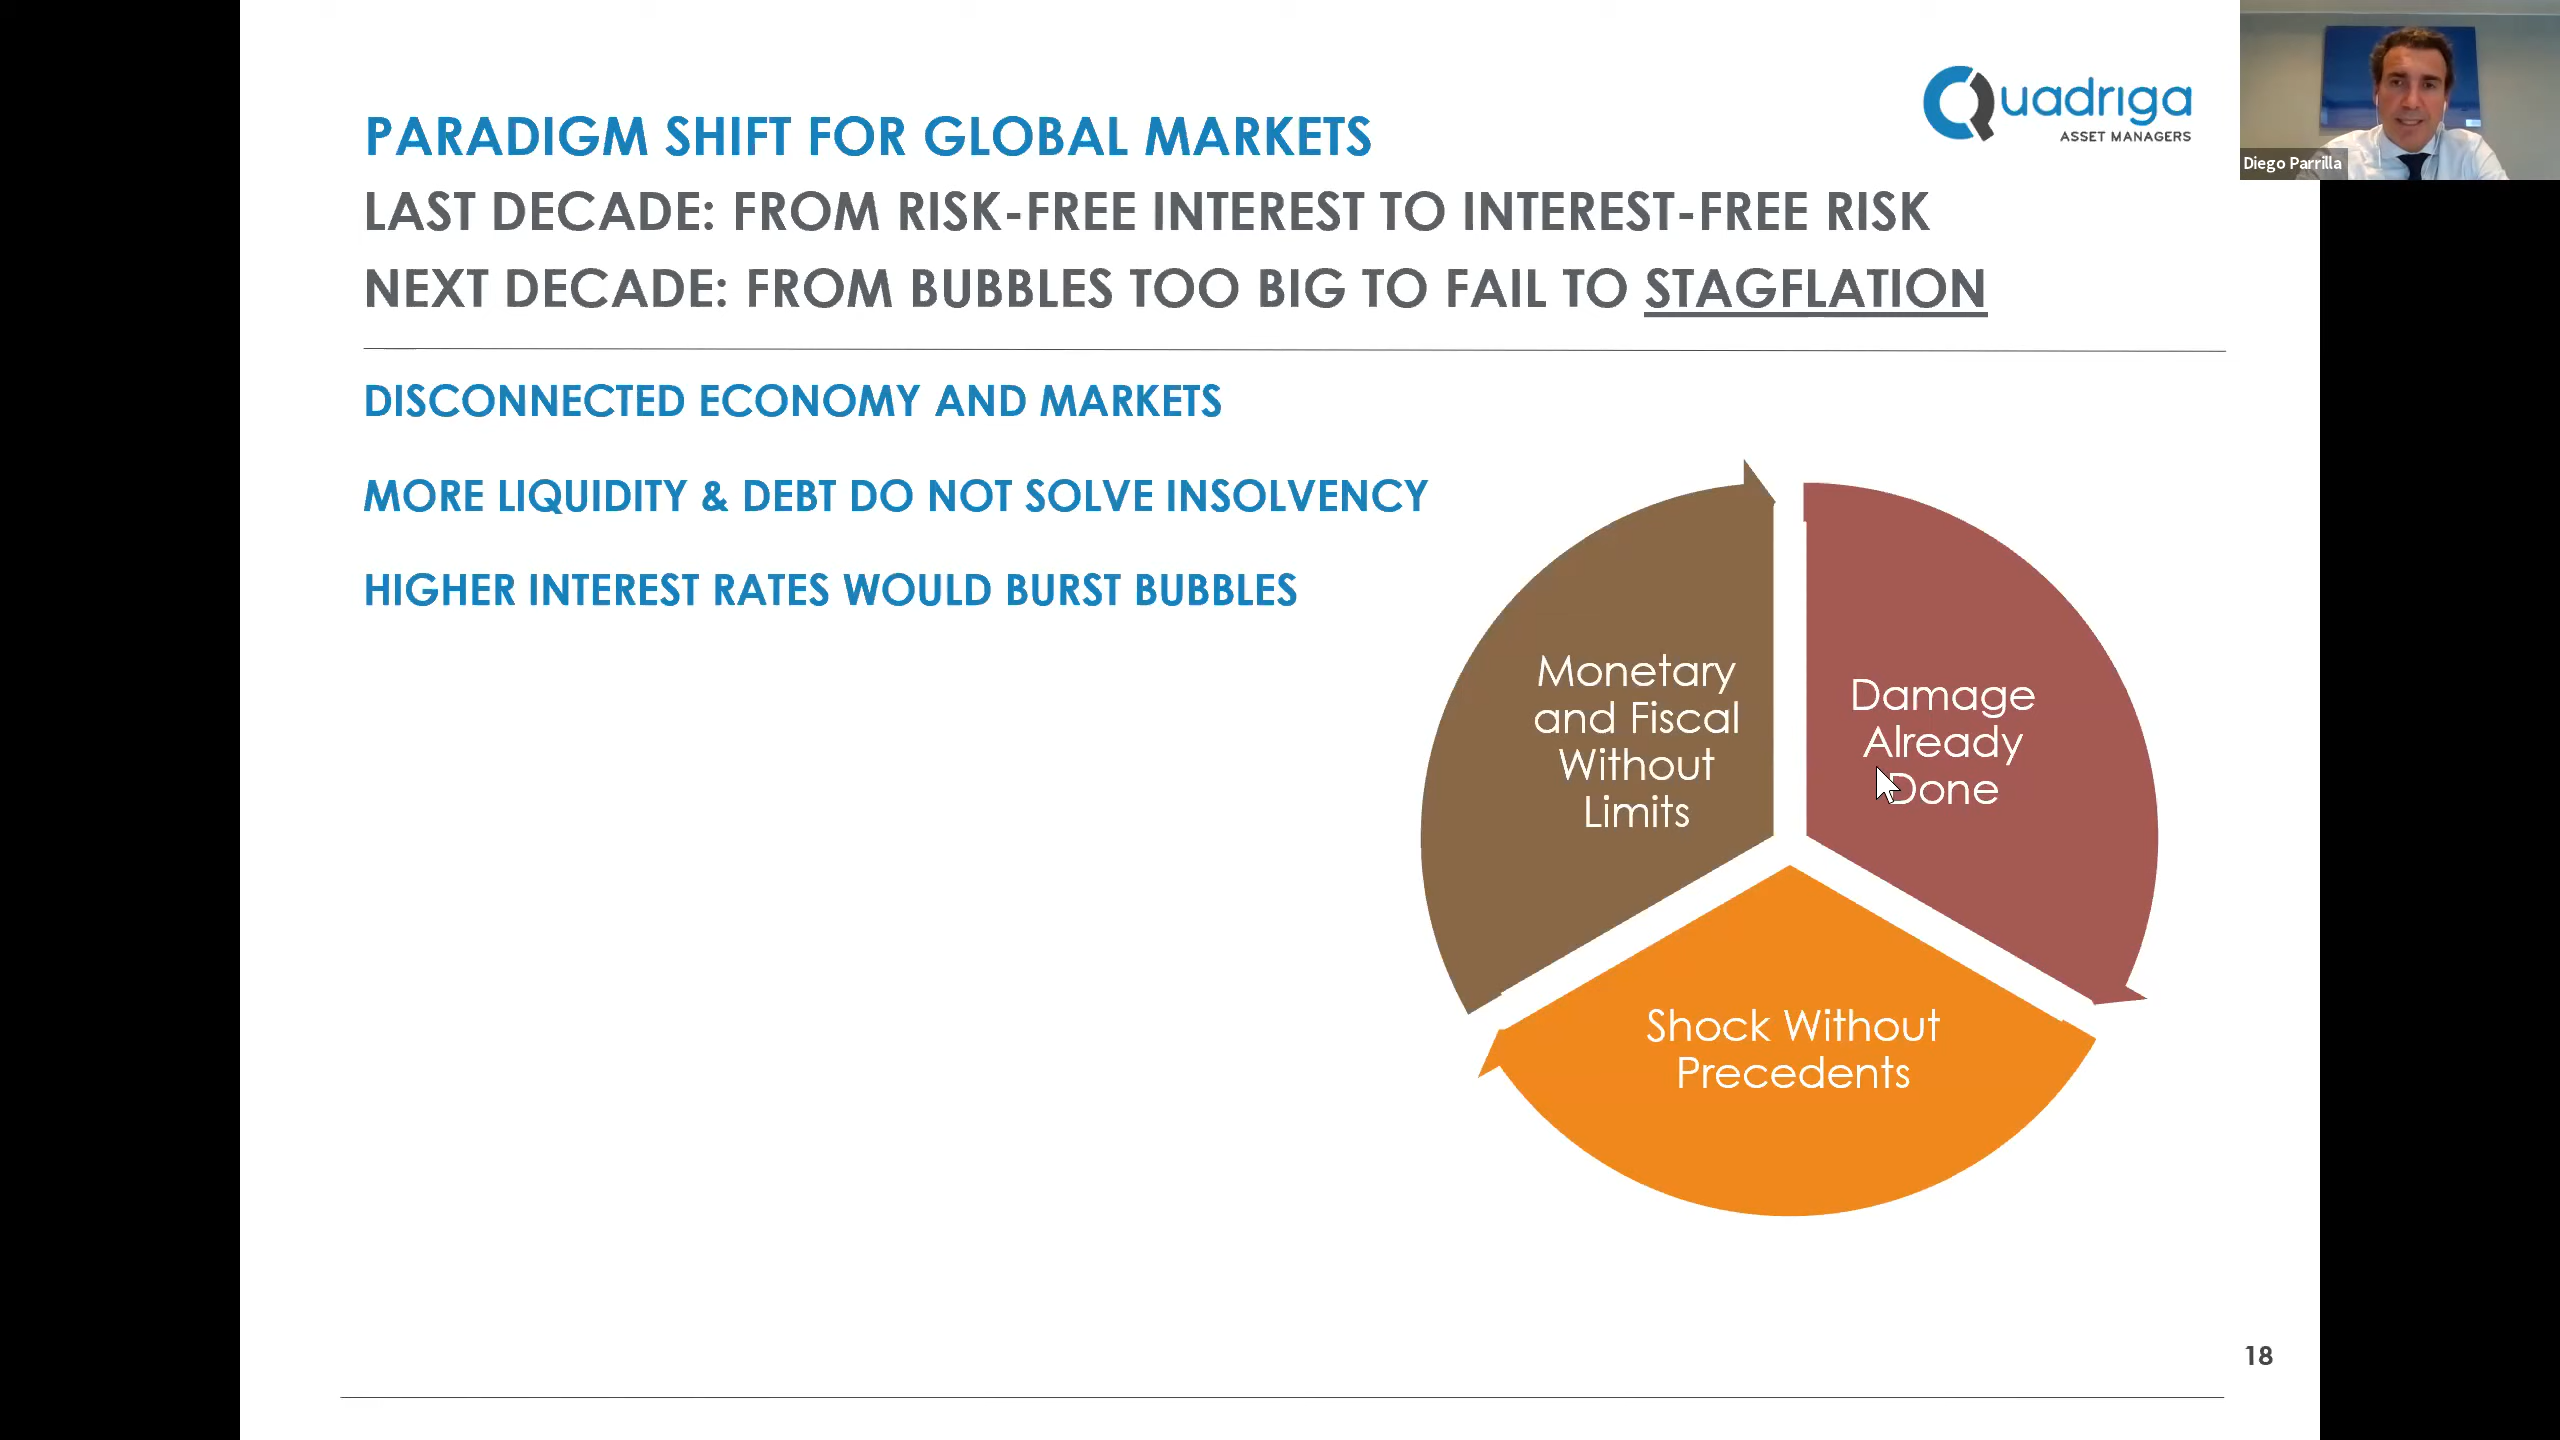 Quadriga
ASSET MANAGERS
Diego Parrilla
PARADIGM SHIFT FOR GLOBAL MARKETS
LAST DECADE: FROM RISK-FREE INTEREST TO INTEREST-FREE RISK
NEXT DECADE: FROM BUBBLES TOO BIG TO FAIL TO STAGFLATION
DISCONNECTED ECONOMY AND MARKETS
MORE LIQUIDITY & DEBT DO NOT SOLVE INSOLVENCY
HIGHER INTEREST RATES WOULD BURST BUBBLES
Monetary
and Fiscal
Without
Limits
Damage
Already
Done
Shock Without
Precedents
18